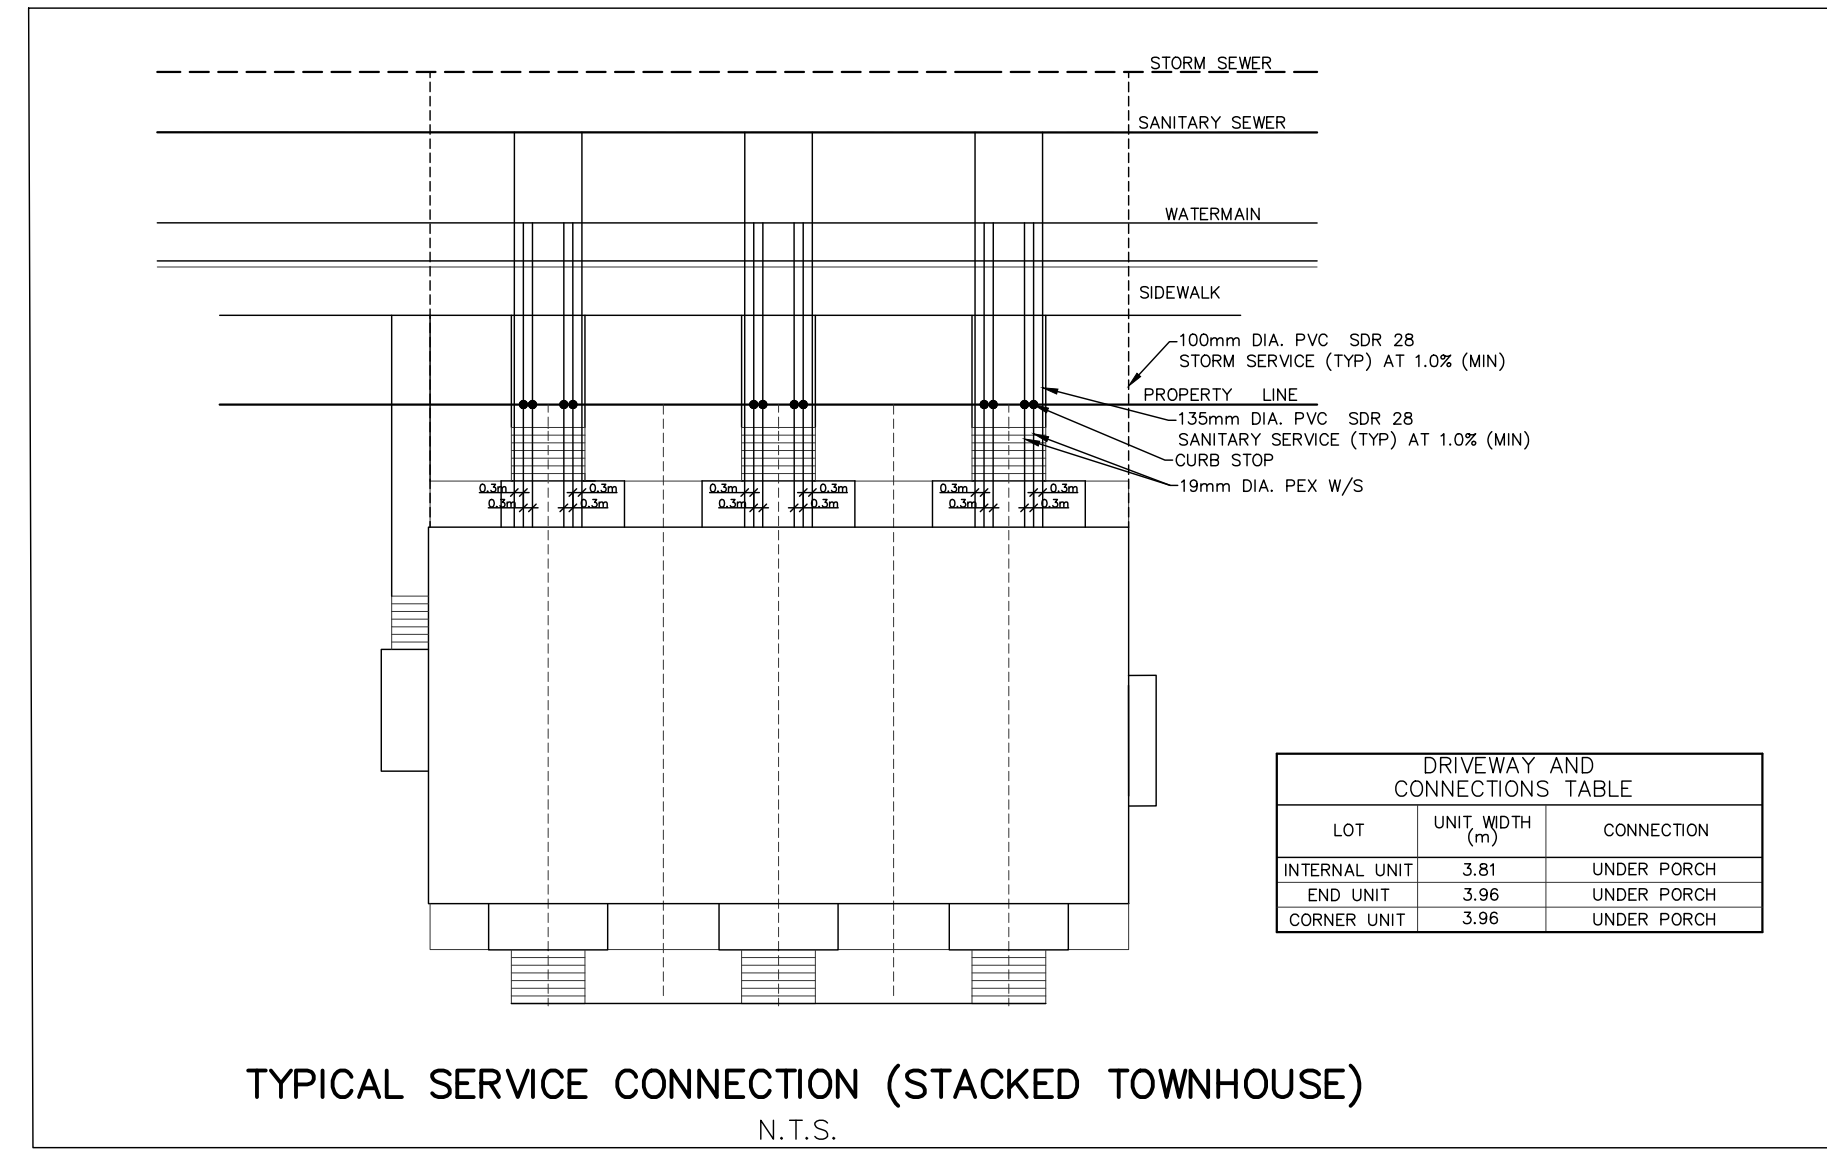 STORM SEWER
SANITARY SEWER
WATERMAIN
SIDEWALK
100mm DIA. PVC SDR 28
STORM SERVICE (TYP) AT 1.0% (MIN)
PROPERTY LINE
135mm DIA. PVC SDR 28
SANITARY SERVICE (TYP) AT 1.0% (MIN)
CURB STOP
19mm DIA. PEX W/S
0.3m 0.3m 0.3m 0.3m 0.3m 0.3m
0.3m 0.3m 0.3m 0.3m 0.3m 0.3m
DRIVEWAY AND
CONNECTIONS TABLE
LOT UNIT WIDTH (m) CONNECTION
INTERNAL UNIT 3.81 UNDER PORCH
END UNIT 3.96 UNDER PORCH
CORNER UNIT 3.96 UNDER PORCH
TYPICAL SERVICE CONNECTION (STACKED TOWNHOUSE)
N.T.S.